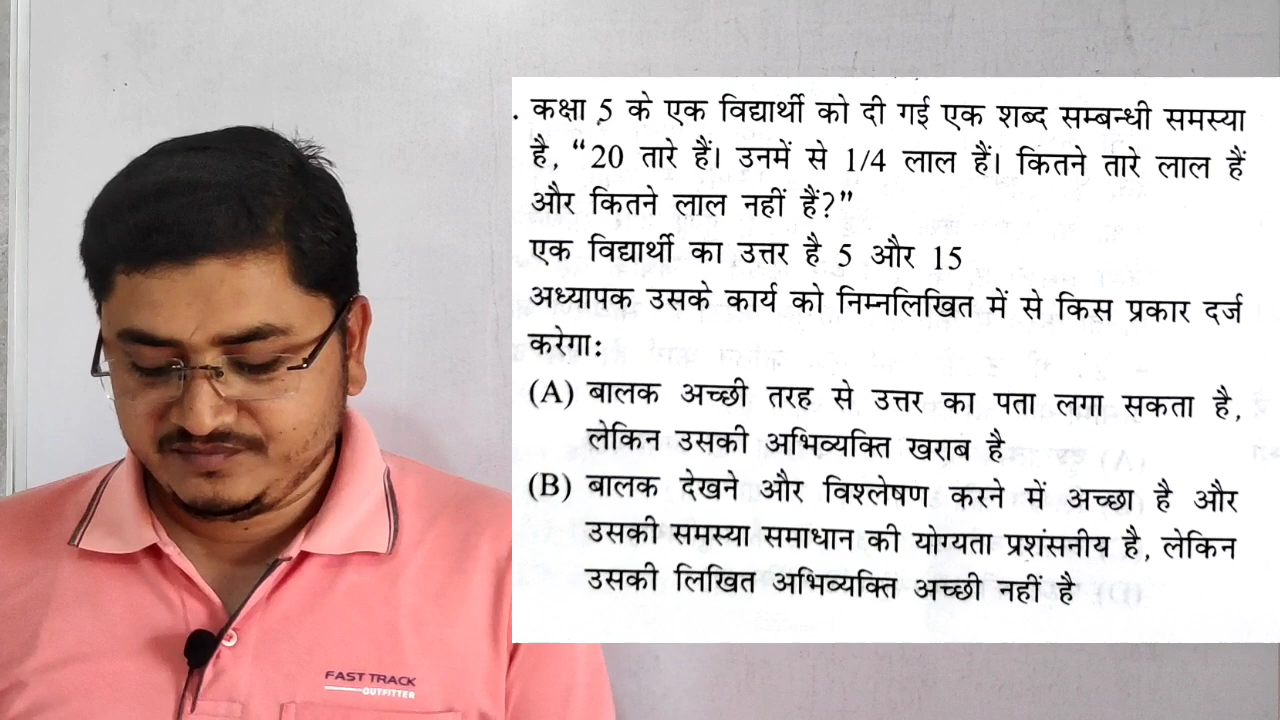 . कक्षा 5 के एक विद्यार्थी को दी गई एक शब्द सम्बन्धी समस्या
है, “20 तारे हैं। उनमें से 1/4 लाल हैं। कितने तारे लाल हैं
और कितने लाल नहीं हैं?”
एक विद्यार्थी का उत्तर है 5 और 15
अध्यापक उसके कार्य को निम्नलिखित में से किस प्रकार दर्ज
करेगा:
(A) बालक अच्छी तरह से उत्तर का पता लगा सकता है,
लेकिन उसकी अभिव्यक्ति खराब है
(B) बालक देखने और विश्लेषण करने में अच्छा है और
उसकी समस्या समाधान की योग्यता प्रशंसनीय है, लेकिन
उसकी लिखित अभिव्यक्ति अच्छी नहीं है
FAST TRACK
OUTFITTER